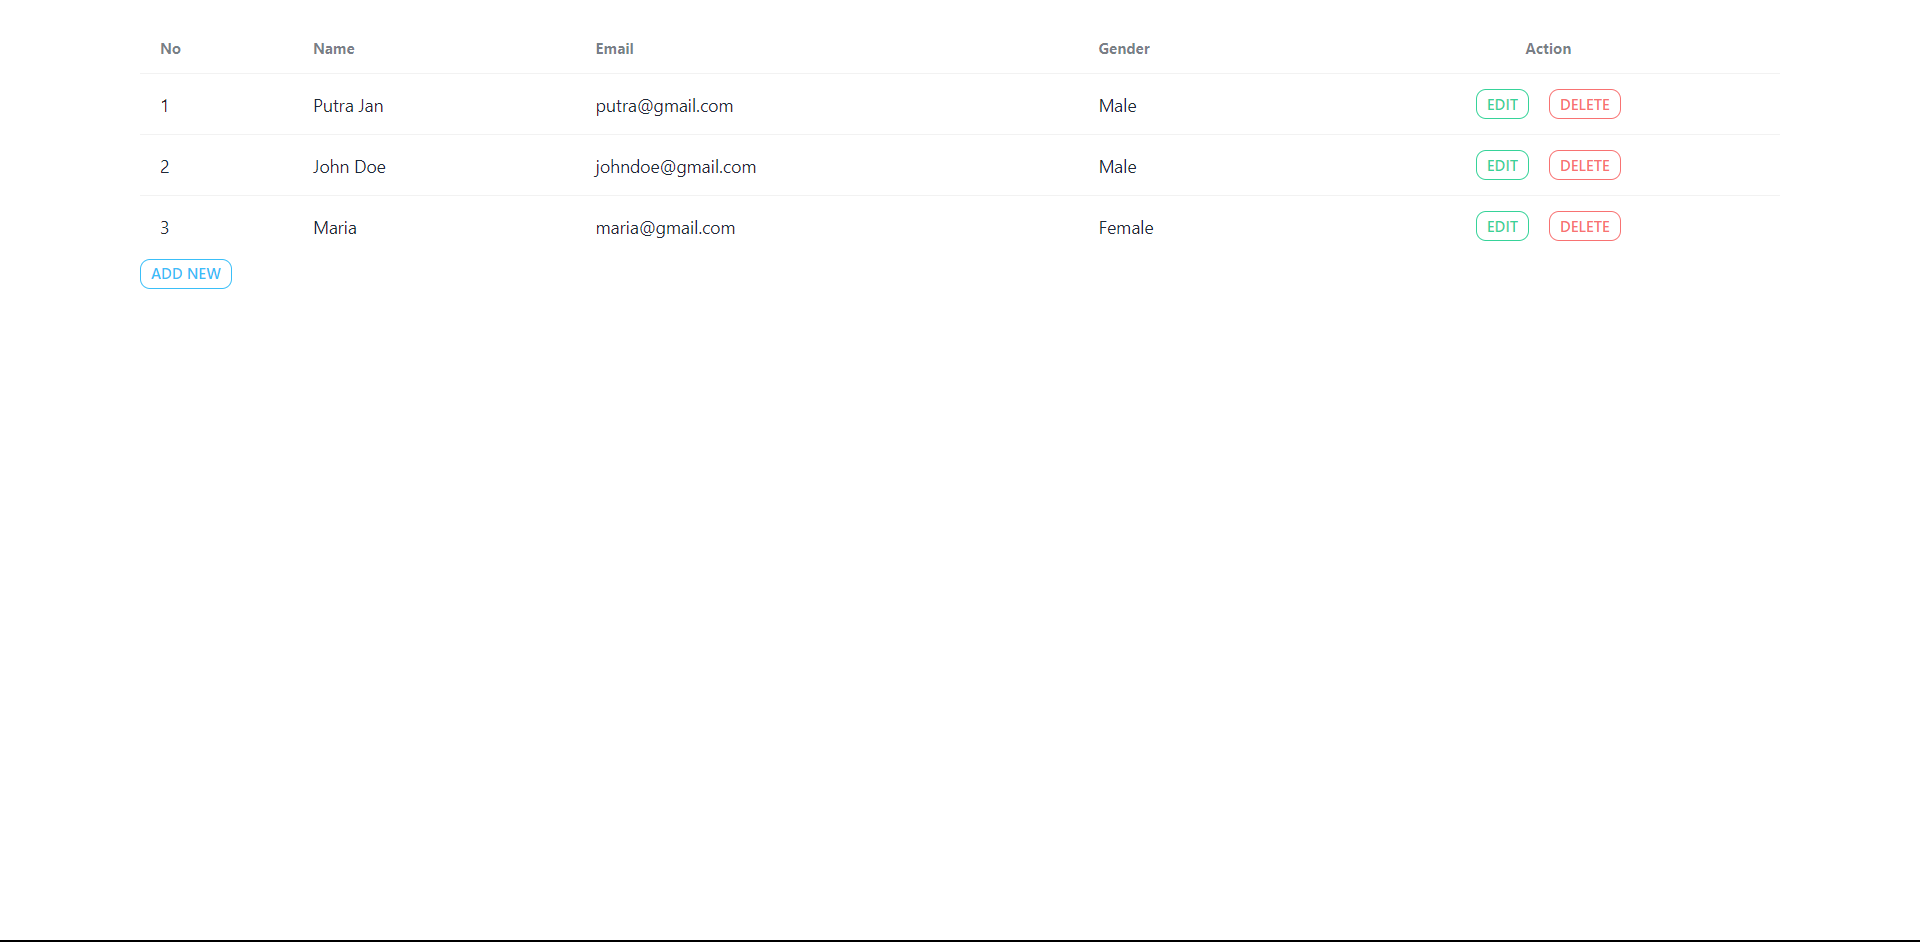 No Name Email Gender Action
1 Putra Jan putra@gmail.com Male EDIT DELETE
2 John Doe johndoe@gmail.com Male EDIT DELETE
3 Maria maria@gmail.com Female EDIT DELETE
ADD NEW